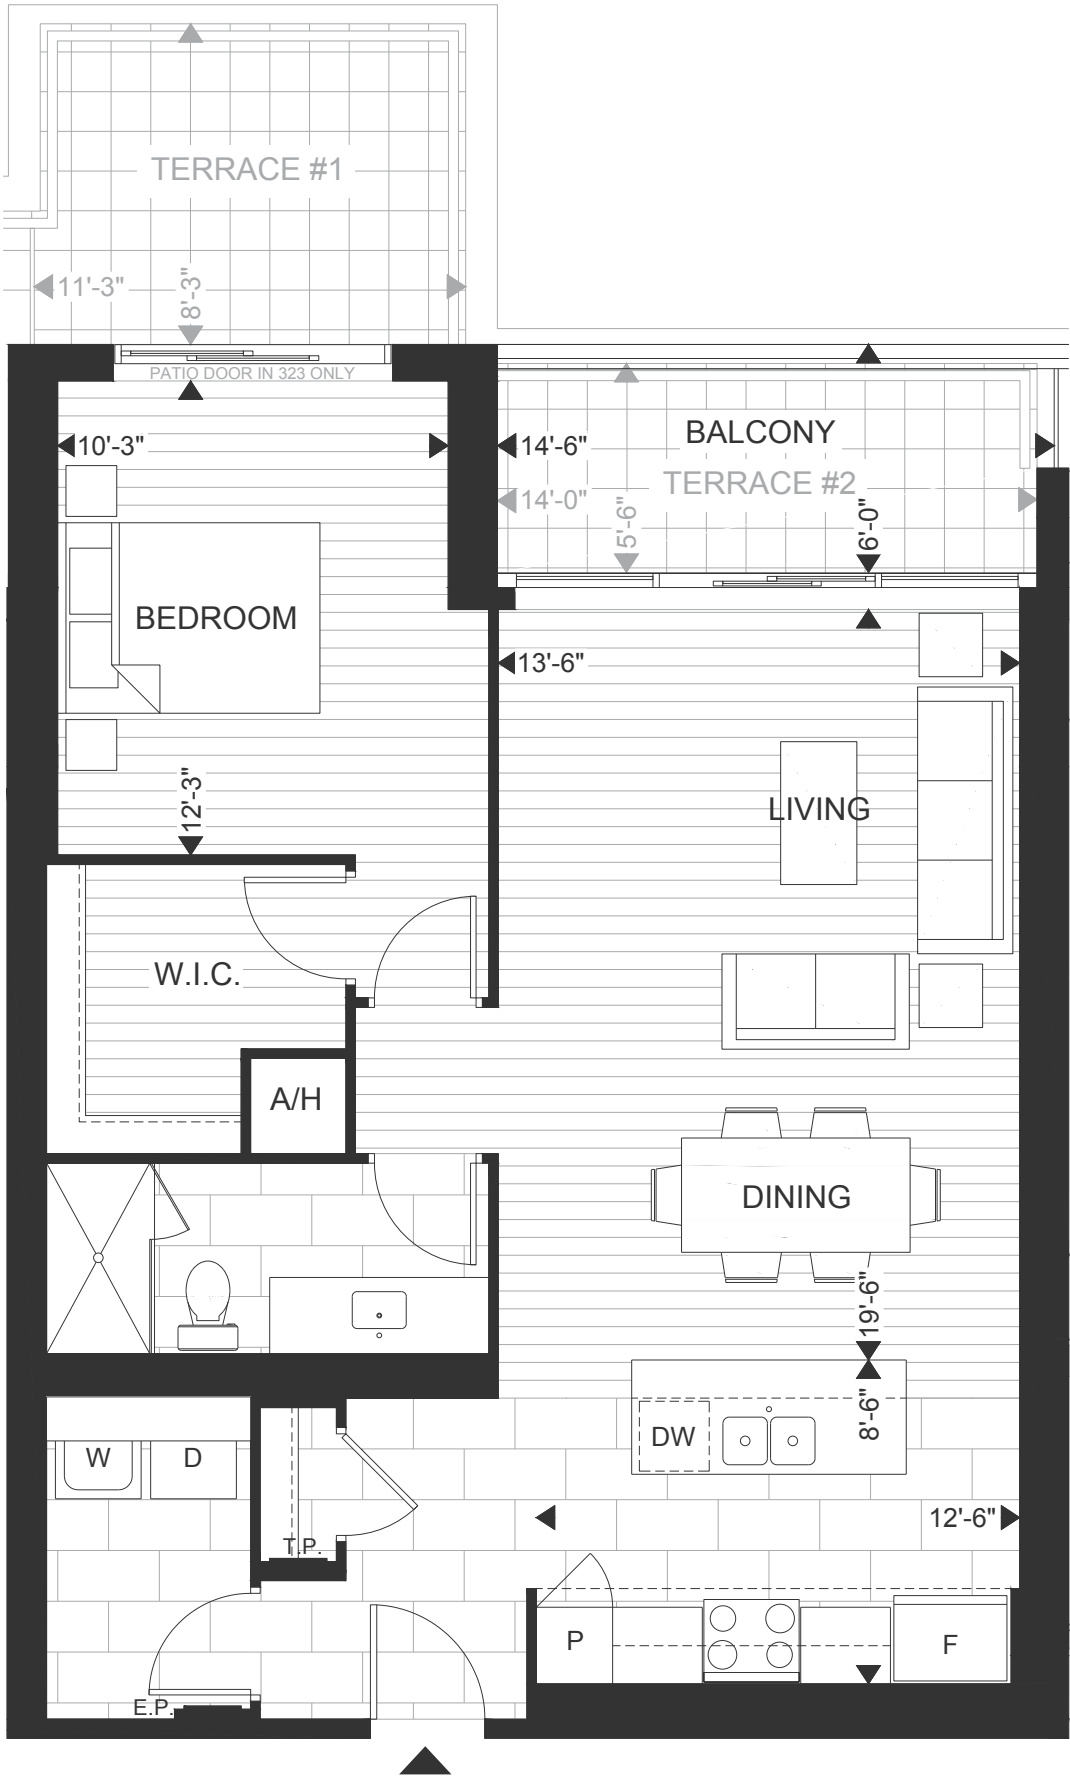 TERRACE #1
11'-3"
8'-3"
PATIO DOOR IN 323 ONLY
10'-3"
14'-6"
BALCONY
TERRACE #2
14'-0"
5'-6"
6'-0"
BEDROOM
13'-6"
12'-3"
LIVING
W.I.C.
A/H
DINING
19'-6"
8'-6"
DW
W
D
12'-6"
T.P.
P
F
E.P.